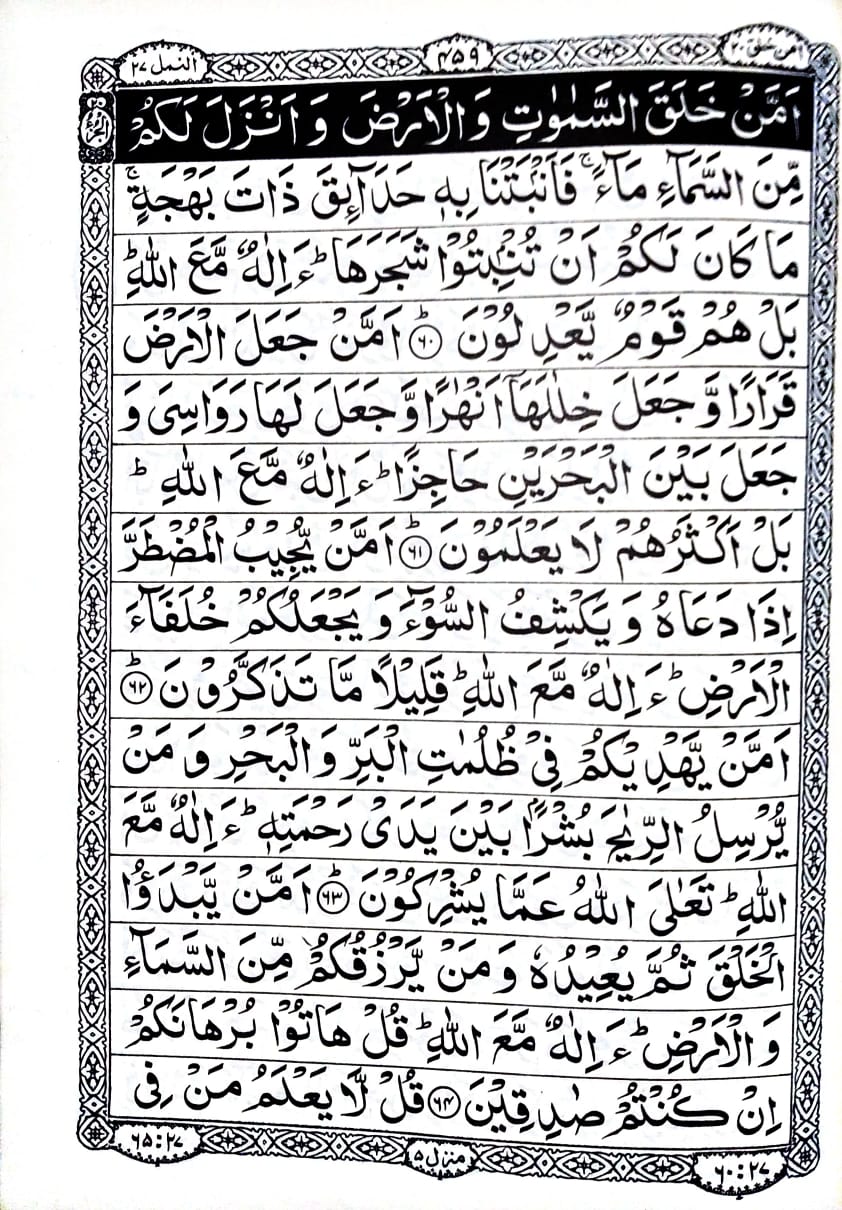 اٰمن خلق ٢٠
٤٥٩
النمل ٢٧
اَمَّنْ خَلَقَ السَّمٰوٰتِ وَ الْاَرْضَ وَ اَنْزَلَ لَكُمْ
مِّنَ السَّمَآءِ مَآءً ۚ فَاَنْۢبَتْنَا بِهٖ حَدَآىِٕقَ ذَاتَ بَهْجَةٍ ۚ
مَا كَانَ لَكُمْ اَنْ تُنْۢبِتُوْا شَجَرَهَا ؕ ءَ اِلٰهٌ مَّعَ اللّٰهِ ؕ
بَلْ هُمْ قَوْمٌ يَّعْدِلُوْنَ ؕ ﴿٦٠﴾ اَمَّنْ جَعَلَ الْاَرْضَ
قَرَارًا وَّ جَعَلَ خِلٰلَهَاۤ اَنْهٰرًا وَّ جَعَلَ لَهَا رَوَاسِىَ وَ
جَعَلَ بَيْنَ الْبَحْرَيْنِ حَاجِزًا ؕ ءَ اِلٰهٌ مَّعَ اللّٰهِ ؕ
بَلْ اَكْثَرُهُمْ لَا يَعْلَمُوْنَ ؕ ﴿٦١﴾ اَمَّنْ يُّجِيْبُ الْمُضْطَرَّ
اِذَا دَعَاهُ وَ يَكْشِفُ السُّوْٓءَ وَ يَجْعَلُكُمْ خُلَفَآءَ
الْاَرْضِ ؕ ءَ اِلٰهٌ مَّعَ اللّٰهِ ؕ قَلِيْلًا مَّا تَذَكَّرُوْنَ ؕ ﴿٦٢﴾
اَمَّنْ يَّهْدِيْكُمْ فِىْ ظُلُمٰتِ الْبَرِّ وَ الْبَحْرِ وَ مَنْ
يُّرْسِلُ الرِّيٰحَ بُشْرًۢا بَيْنَ يَدَىْ رَحْمَتِهٖ ؕ ءَ اِلٰهٌ مَّعَ
اللّٰهِ ؕ تَعٰلَى اللّٰهُ عَمَّا يُشْرِكُوْنَ ؕ ﴿٦٣﴾ اَمَّنْ يَّبْدَؤُا
الْخَلْقَ ثُمَّ يُعِيْدُهٗ وَ مَنْ يَّرْزُقُكُمْ مِّنَ السَّمَآءِ
وَ الْاَرْضِ ؕ ءَ اِلٰهٌ مَّعَ اللّٰهِ ؕ قُلْ هَاتُوْا بُرْهَانَكُمْ
اِنْ كُنْتُمْ صٰدِقِيْنَ ﴿٦٤﴾ قُلْ لَّا يَعْلَمُ مَنْ فِى
٦٠:٢٧
منزل ٥
٦٥:٢٧